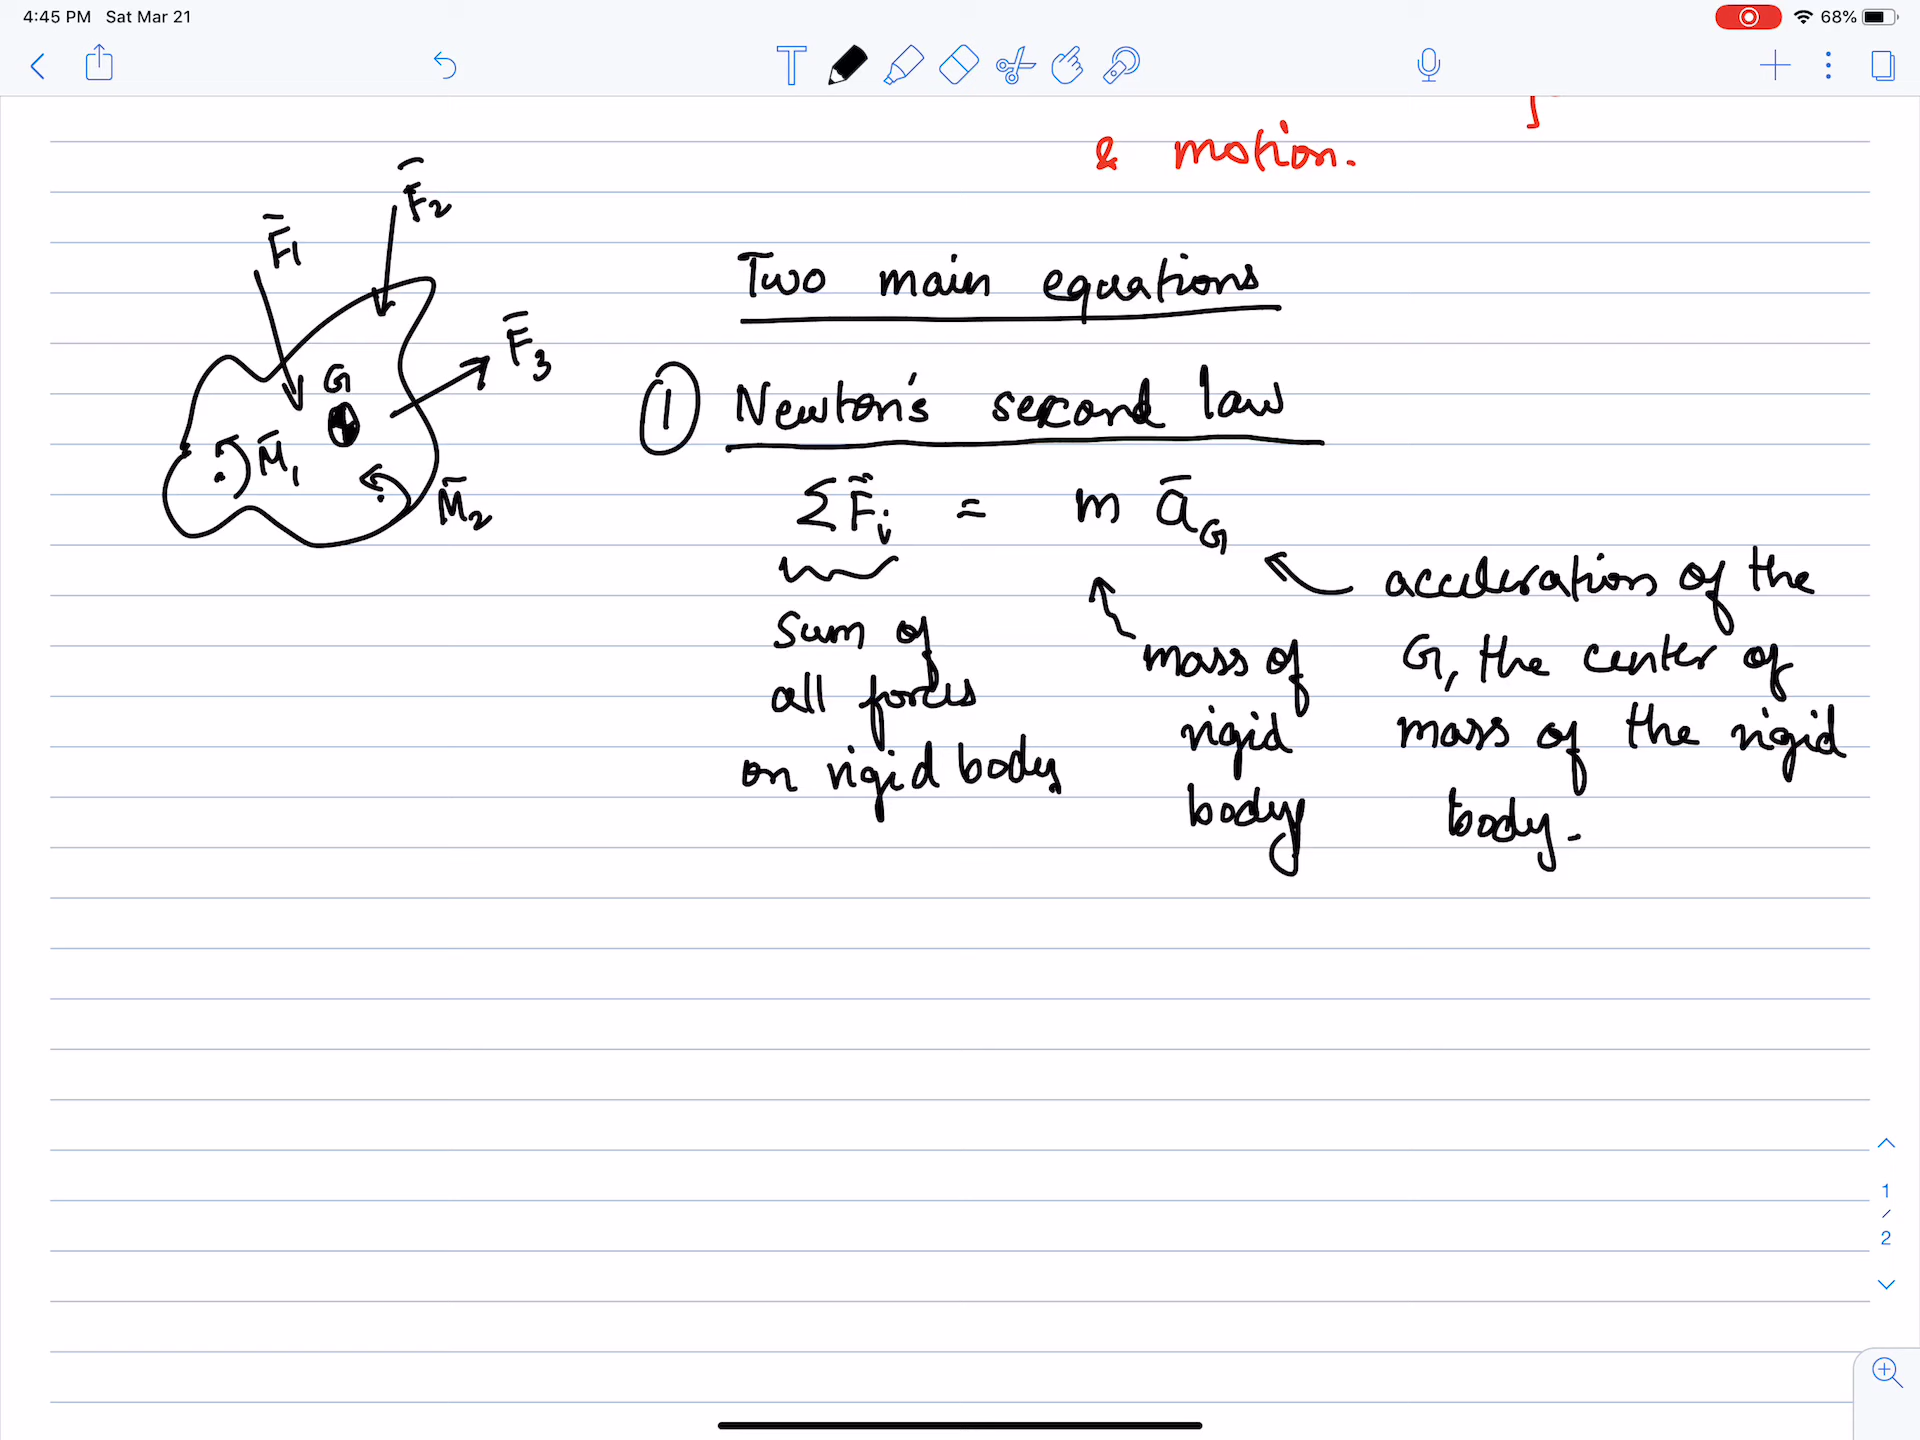 4:45 PM Sat Mar 21
68%
& motion.
F̄1
F̄2
F̄3
G
M̄1
M̄2
Two main equations
① Newton's second law
ΣF̄i = m āG
sum of all forces on rigid body
mass of rigid body
acceleration of the
G, the center of
mass of the rigid
body.
1
/
2